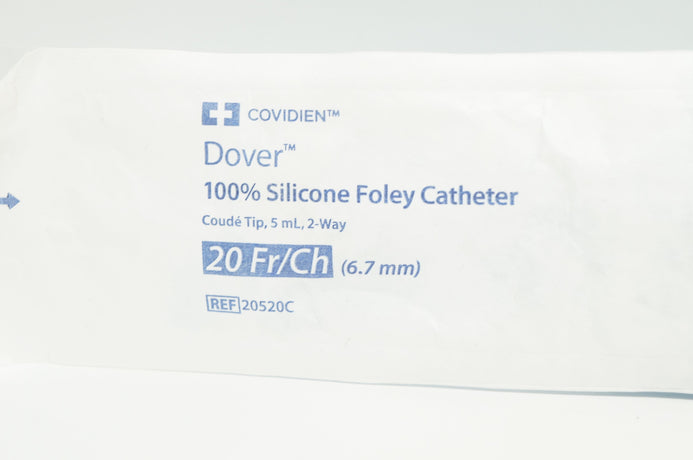 COVIDIEN™
Dover™
100% Silicone Foley Catheter
Coudé Tip, 5 mL, 2-Way
20 Fr/Ch (6.7 mm)
REF 20520C